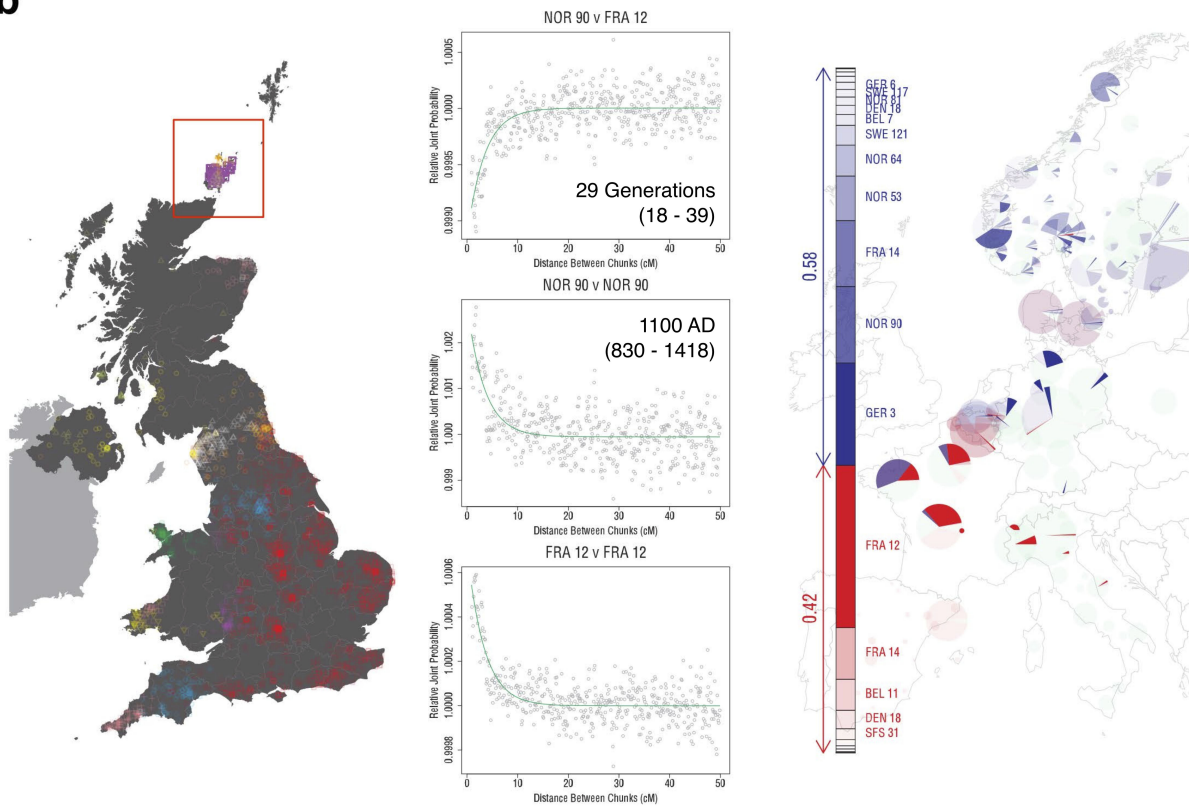 b
NOR 90 v FRA 12
Relative Joint Probability
1.0005
1.0000
0.9995
0.9990
29 Generations
(18 - 39)
0 10 20 30 40 50
Distance Between Chunks (cM)
NOR 90 v NOR 90
Relative Joint Probability
1.002
1.001
1.000
0.999
1100 AD
(830 - 1418)
0 10 20 30 40 50
Distance Between Chunks (cM)
FRA 12 v FRA 12
Relative Joint Probability
1.0006
1.0004
1.0002
1.0000
0.9998
0 10 20 30 40 50
Distance Between Chunks (cM)
0.58
0.42
GER 6
SWE 117
NOR 81
DEN 18
BEL 7
SWE 121
NOR 64
NOR 53
FRA 14
NOR 90
GER 3
FRA 12
FRA 14
BEL 11
DEN 18
SFS 31